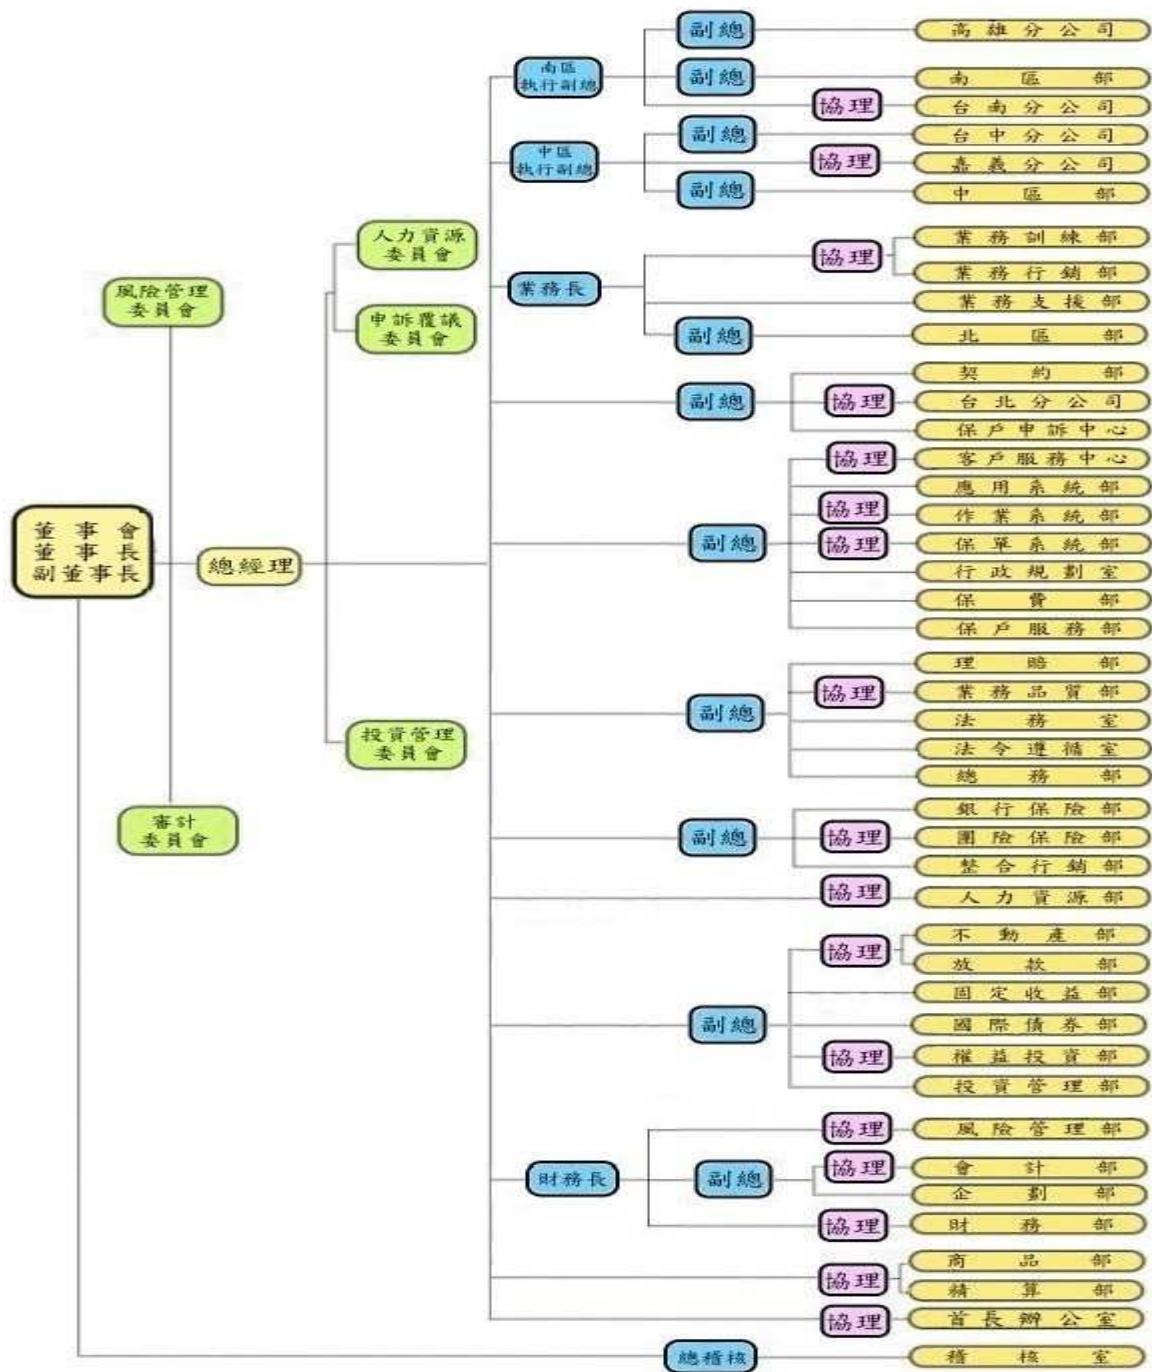 董事會
董事長
副董事長
風險管理
委員會
審計
委員會
總經理
人力資源
委員會
申訴覆議
委員會
投資管理
委員會
南區
執行副總
副總
高雄分公司
副總
南區部
協理
台南分公司
中區
執行副總
副總
台中分公司
協理
嘉義分公司
副總
中區部
業務長
協理
業務訓練部
業務行銷部
業務支援部
副總
北區部
副總
契約部
協理
台北分公司
保戶申訴中心
副總
協理
客戶服務中心
應用系統部
協理
作業系統部
協理
保單系統部
行政規劃室
保費部
保戶服務部
副總
理賠部
協理
業務品質部
法務室
法令遵循室
總務部
副總
銀行保險部
協理
團險保險部
整合行銷部
協理
人力資源部
副總
協理
不動產部
放款部
固定收益部
國際債券部
協理
權益投資部
投資管理部
財務長
協理
風險管理部
副總
協理
會計部
企劃部
協理
財務部
協理
商品部
精算部
協理
首長辦公室
總稽核
稽核室